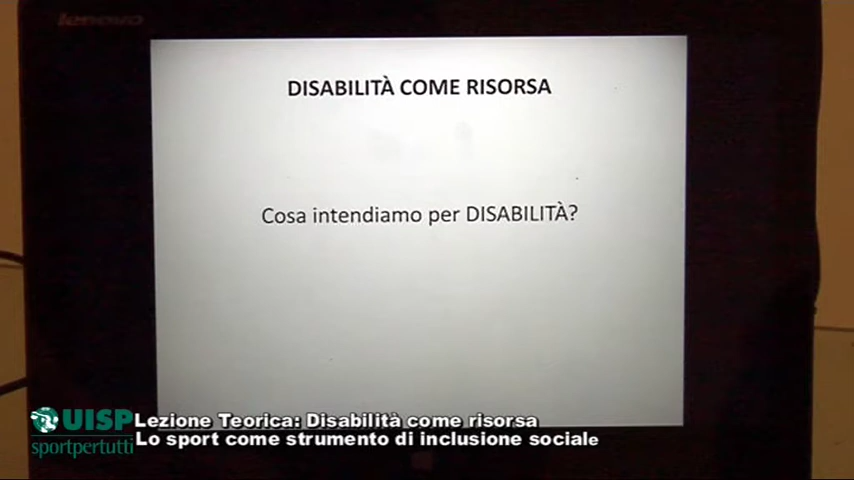 lenovo
DISABILITÀ COME RISORSA
Cosa intendiamo per DISABILITÀ?
UISP
sportpertutti
Lezione Teorica: Disabilità come risorsa
Lo sport come strumento di inclusione sociale